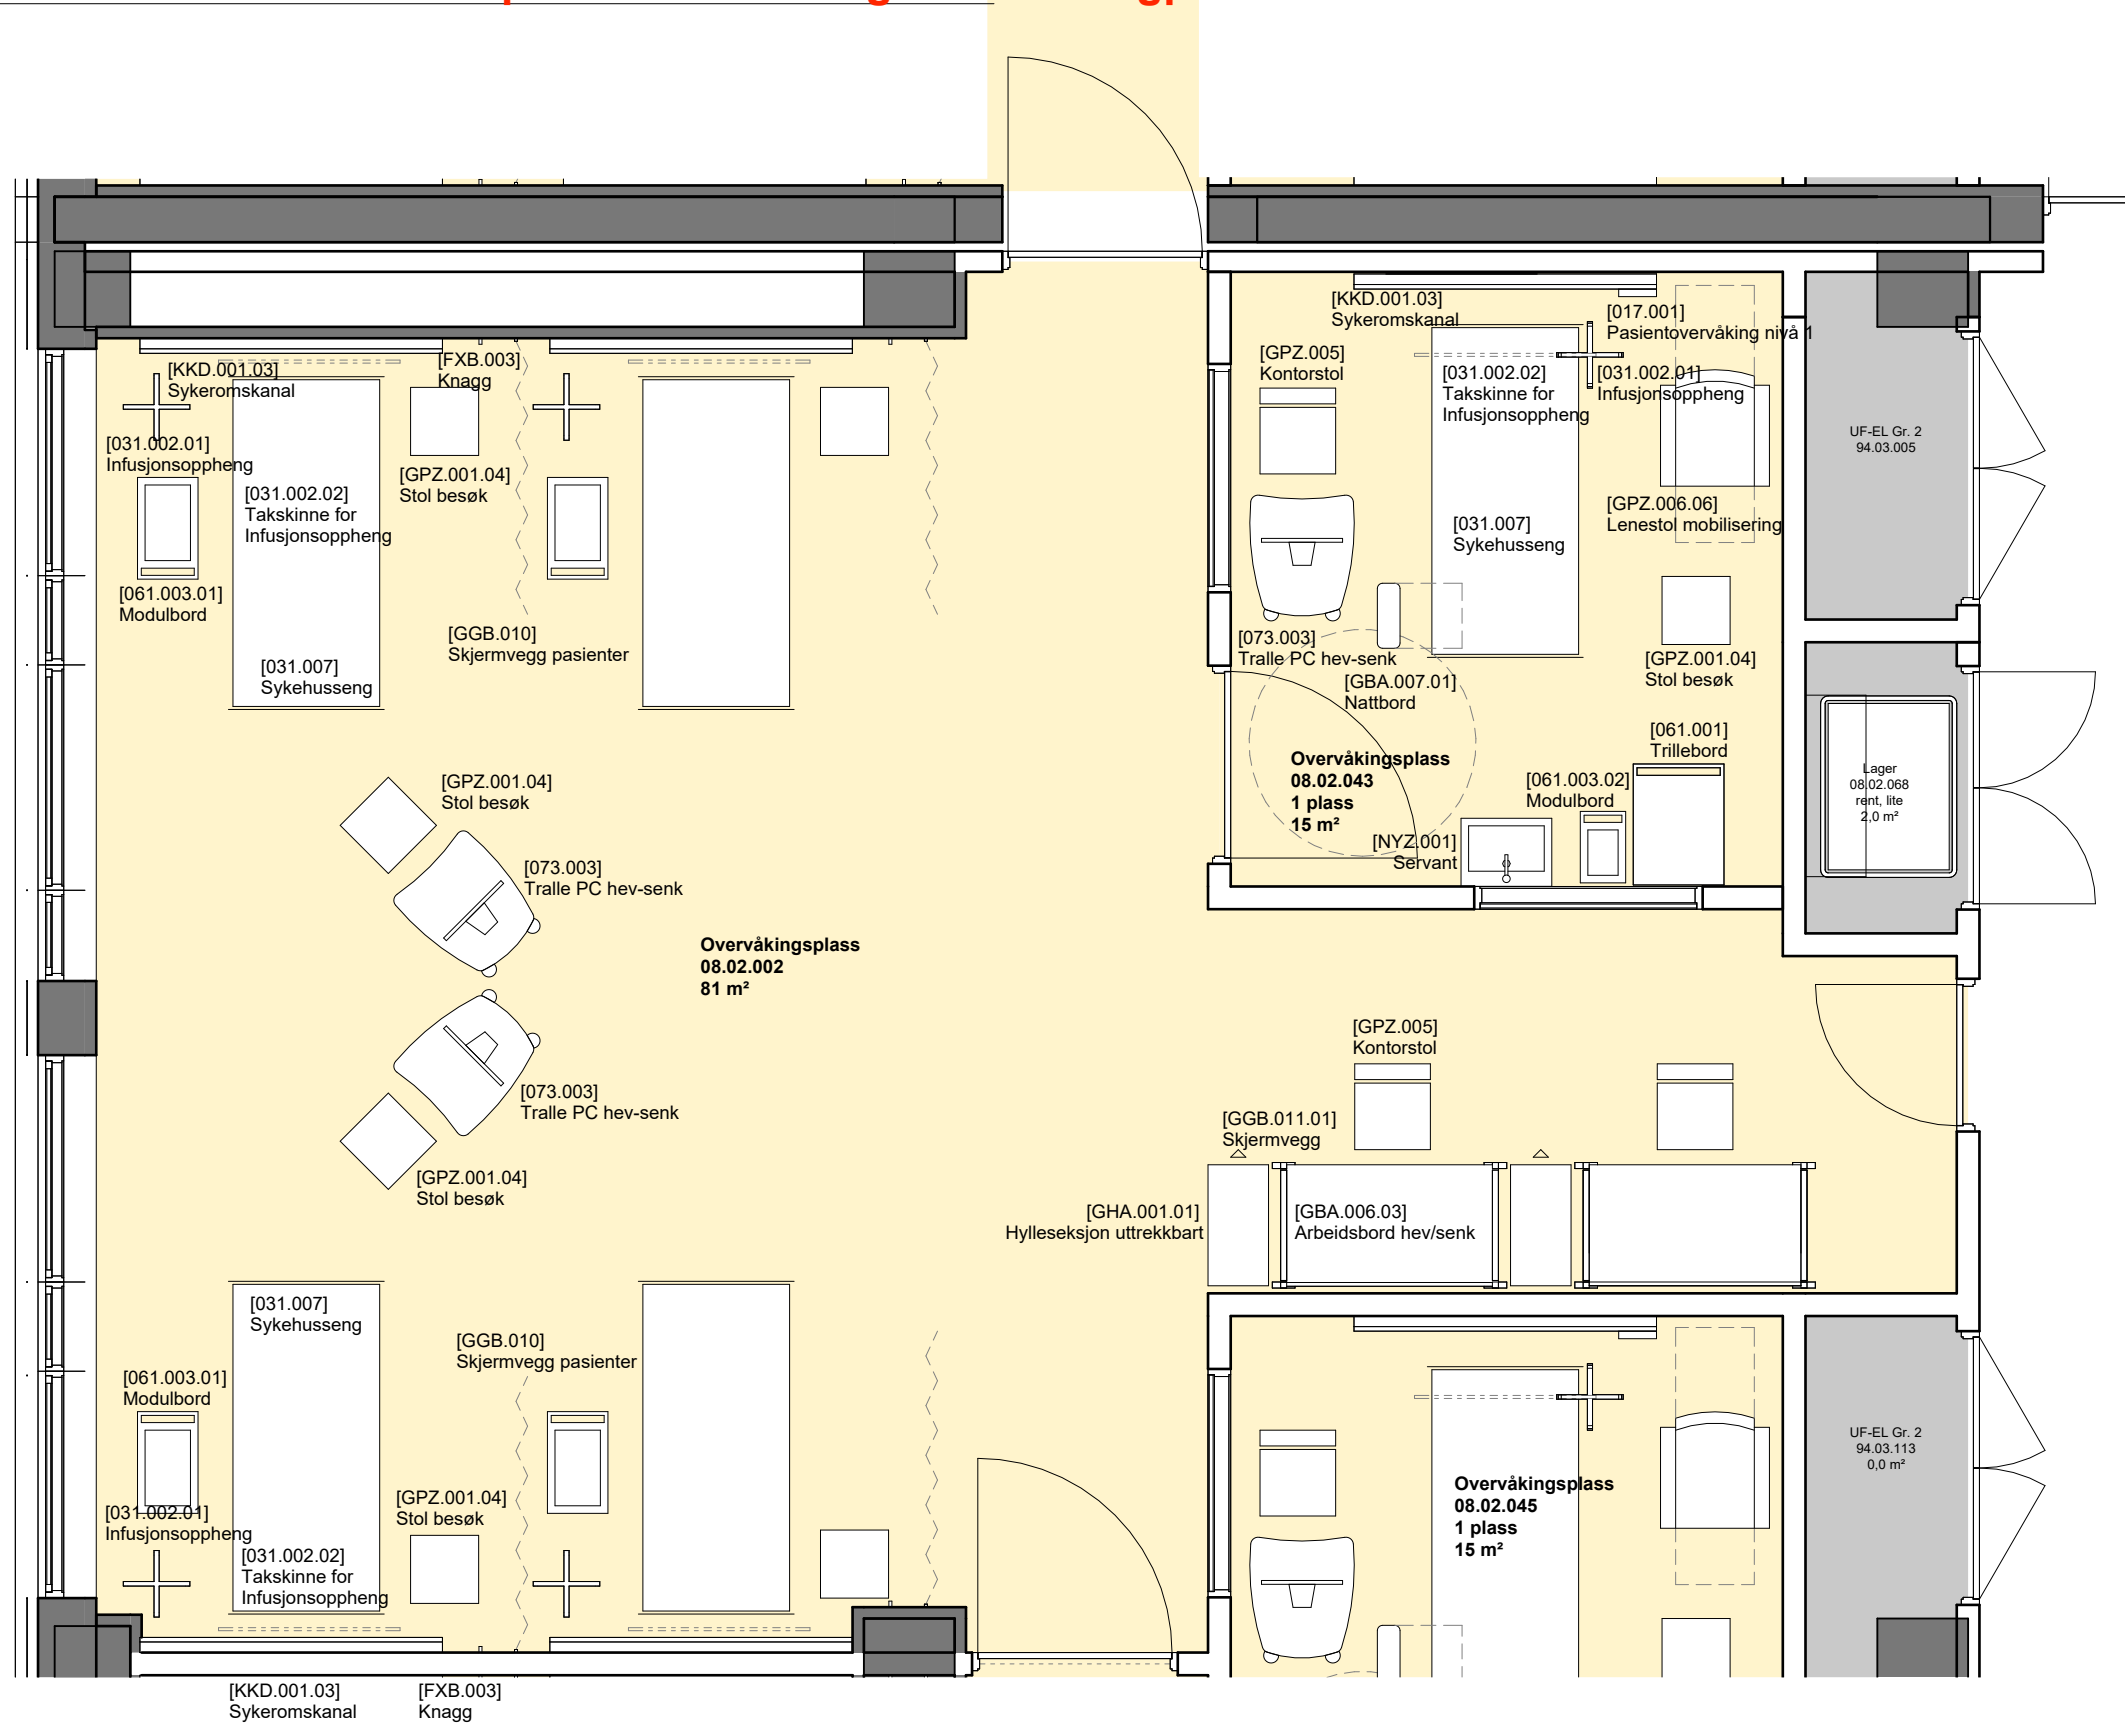 [KKD.001.03]
Sykeromskanal
[FXB.003]
Knagg
[031.002.01]
Infusjonsoppheng
[GPZ.001.04]
Stol besøk
[031.002.02]
Takskinne for
Infusjonsoppheng
[061.003.01]
Modulbord
[GGB.010]
Skjermvegg pasienter
[031.007]
Sykehusseng
[KKD.001.03]
Sykeromskanal
[017.001]
Pasientovervåking nivå 1
[GPZ.005]
Kontorstol
[031.002.02]
Takskinne for
Infusjonsoppheng
[031.002.01]
Infusjonsoppheng
[GPZ.006.06]
Lenestol mobilisering
[031.007]
Sykehusseng
[073.003]
Tralle PC hev-senk
[GPZ.001.04]
Stol besøk
[GBA.007.01]
Nattbord
[061.001]
Trillebord
Overvåkingsplass
08.02.043
1 plass
15 m²
[061.003.02]
Modulbord
[NYZ.001]
Servant
UF-EL Gr. 2
94.03.005
Lager
08.02.068
rent, lite
2,0 m²
[GPZ.001.04]
Stol besøk
[073.003]
Tralle PC hev-senk
Overvåkingsplass
08.02.002
81 m²
[073.003]
Tralle PC hev-senk
[GPZ.001.04]
Stol besøk
[GPZ.005]
Kontorstol
[GGB.011.01]
Skjermvegg
[GHA.001.01]
Hylleseksjon uttrekkbart
[GBA.006.03]
Arbeidsbord hev/senk
[031.007]
Sykehusseng
[GGB.010]
Skjermvegg pasienter
[061.003.01]
Modulbord
[GPZ.001.04]
Stol besøk
[031.002.01]
Infusjonsoppheng
[031.002.02]
Takskinne for
Infusjonsoppheng
Overvåkingsplass
08.02.045
1 plass
15 m²
UF-EL Gr. 2
94.03.113
0,0 m²
[KKD.001.03]
Sykeromskanal
[FXB.003]
Knagg